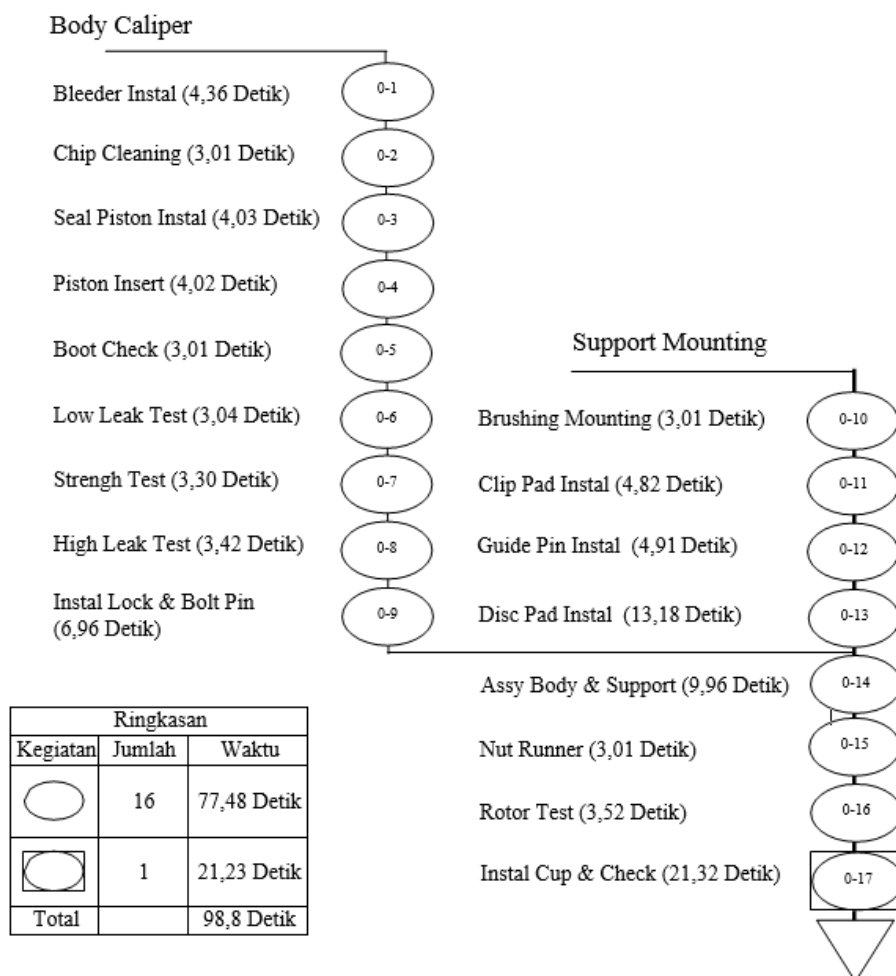 Body Caliper
Bleeder Instal (4,36 Detik)
0-1
Chip Cleaning (3,01 Detik)
0-2
Seal Piston Instal (4,03 Detik)
0-3
Piston Insert (4,02 Detik)
0-4
Boot Check (3,01 Detik)
0-5
Low Leak Test (3,04 Detik)
0-6
Strengh Test (3,30 Detik)
0-7
High Leak Test (3,42 Detik)
0-8
Instal Lock & Bolt Pin
(6,96 Detik)
0-9
Support Mounting
Brushing Mounting (3,01 Detik)
0-10
Clip Pad Instal (4,82 Detik)
0-11
Guide Pin Instal (4,91 Detik)
0-12
Disc Pad Instal (13,18 Detik)
0-13
Assy Body & Support (9,96 Detik)
0-14
Nut Runner (3,01 Detik)
0-15
Rotor Test (3,52 Detik)
0-16
Instal Cup & Check (21,32 Detik)
0-17
Ringkasan
Kegiatan Jumlah Waktu
16 77,48 Detik
1 21,23 Detik
Total 98,8 Detik